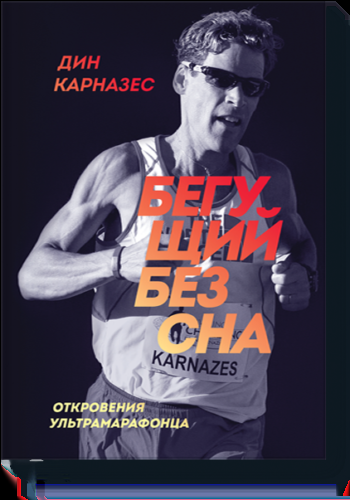 ДИН
КАРНАЗЕС
БЕГУ
ЩИЙ
БЕЗ
СНА
KARNAZES
ОТКРОВЕНИЯ
УЛЬТРАМАРАФОНЦА